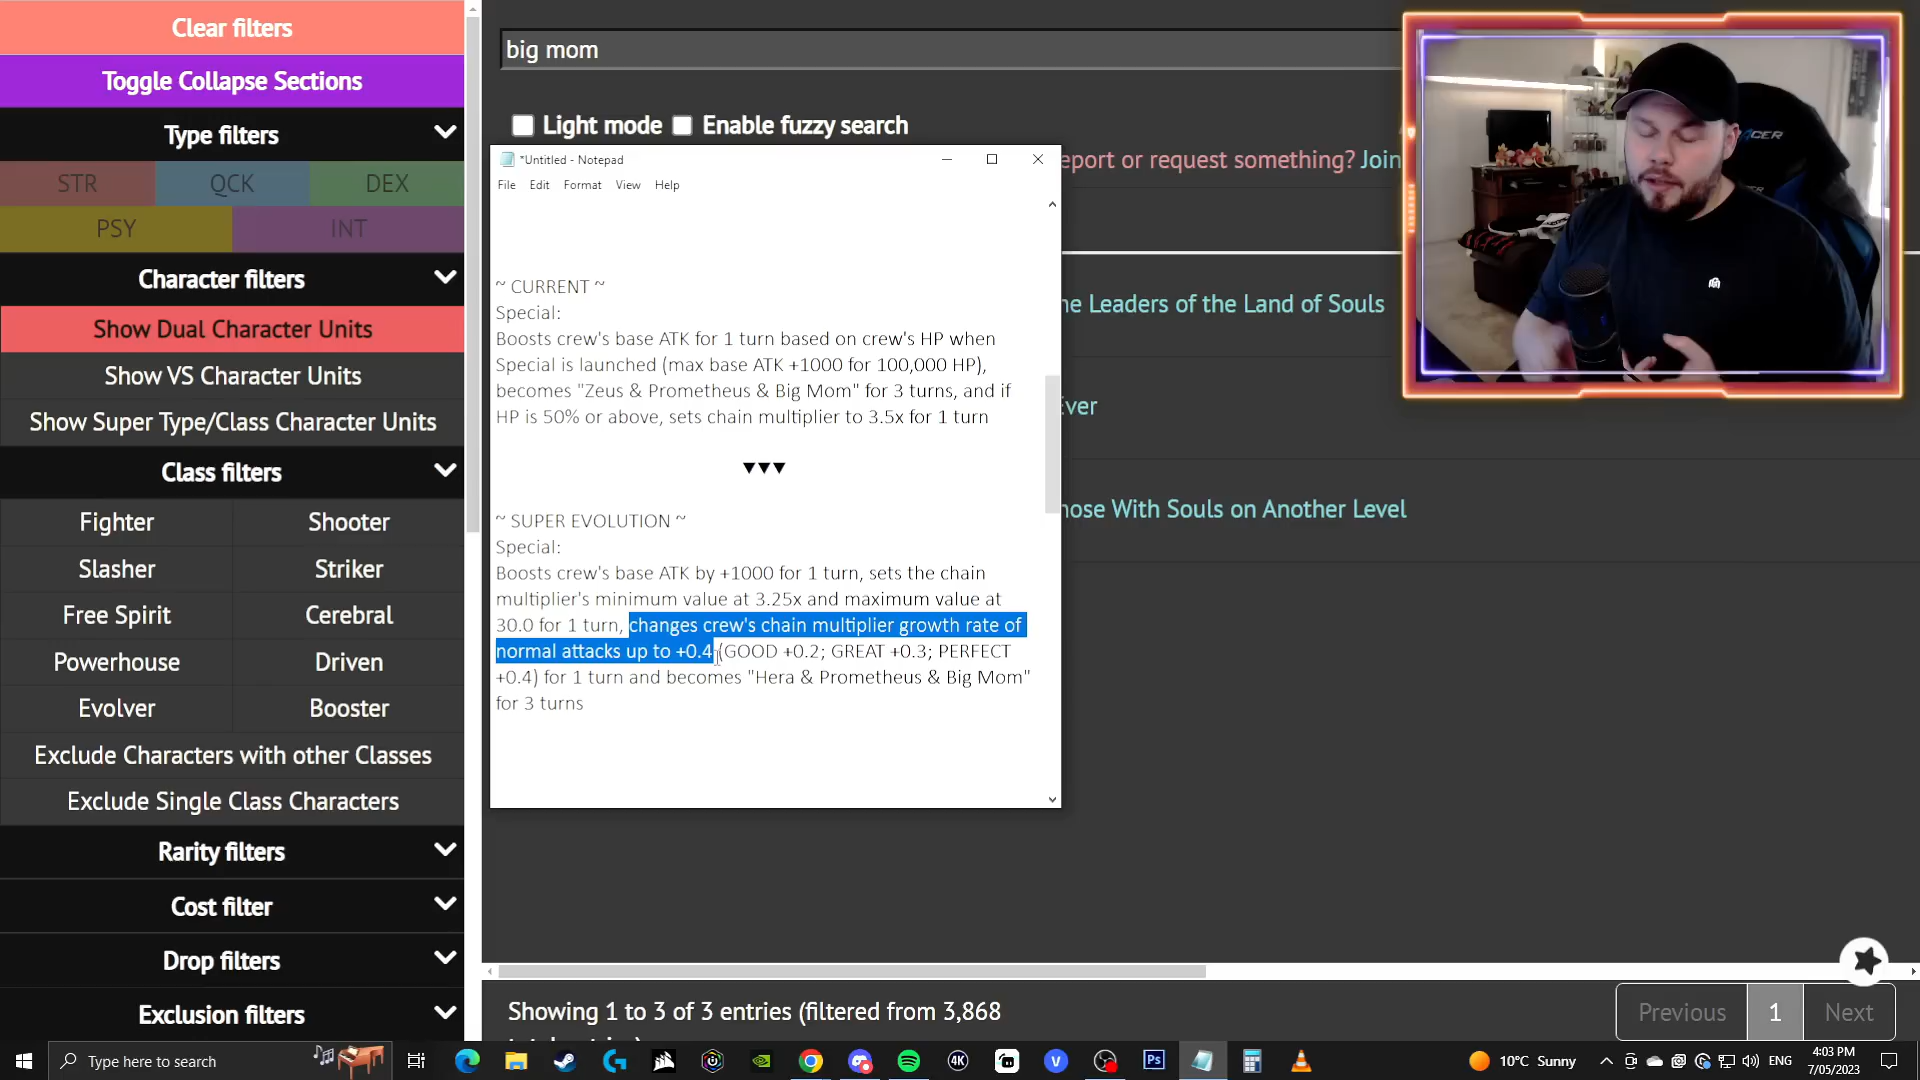 Clear filters
Toggle Collapse Sections
Type filters
STR
QCK
DEX
PSY
INT
Character filters
Show Dual Character Units
Show VS Character Units
Show Super Type/Class Character Units
Class filters
Fighter
Shooter
Slasher
Striker
Free Spirit
Cerebral
Powerhouse
Driven
Evolver
Booster
Exclude Characters with other Classes
Exclude Single Class Characters
Rarity filters
Cost filter
Drop filters
Exclusion filters
big mom
Light mode
Enable fuzzy search
eport or request something? Join
ne Leaders of the Land of Souls
Ever
nose With Souls on Another Level
*Untitled - Notepad
File Edit Format View Help
~ CURRENT ~
Special:
Boosts crew's base ATK for 1 turn based on crew's HP when
Special is launched (max base ATK +1000 for 100,000 HP),
becomes "Zeus & Prometheus & Big Mom" for 3 turns, and if
HP is 50% or above, sets chain multiplier to 3.5x for 1 turn
▼▼▼
~ SUPER EVOLUTION ~
Special:
Boosts crew's base ATK by +1000 for 1 turn, sets the chain
multiplier's minimum value at 3.25x and maximum value at
30.0 for 1 turn, changes crew's chain multiplier growth rate of
normal attacks up to +0.4 (GOOD +0.2; GREAT +0.3; PERFECT
+0.4) for 1 turn and becomes "Hera & Prometheus & Big Mom"
for 3 turns
Showing 1 to 3 of 3 entries (filtered from 3,868
Previous
1
Next
Type here to search
4K
Ps
10°C Sunny
ENG
4:03 PM
7/05/2023